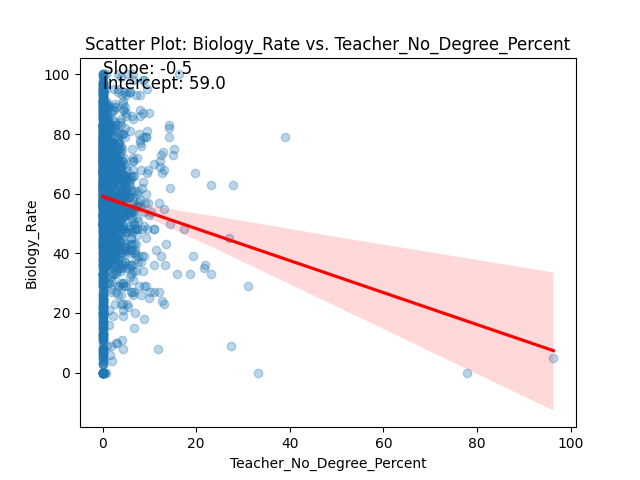 Scatter Plot: Biology_Rate vs. Teacher_No_Degree_Percent
Slope: -0.5
Intercept: 59.0
100
80
60
40
20
0
Biology_Rate
0 20 40 60 80 100
Teacher_No_Degree_Percent